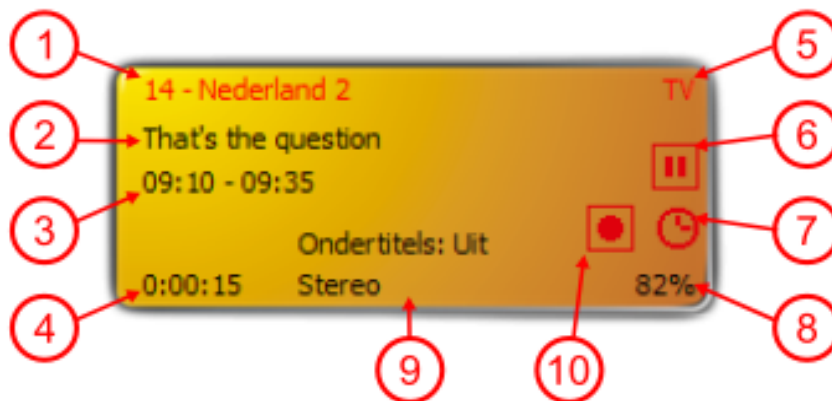 1 5
14 - Nederland 2 TV
2 That's the question 6
09:10 - 09:35
3 7
Ondertitels: Uit
0:00:15 Stereo 82%
4 9 10 8